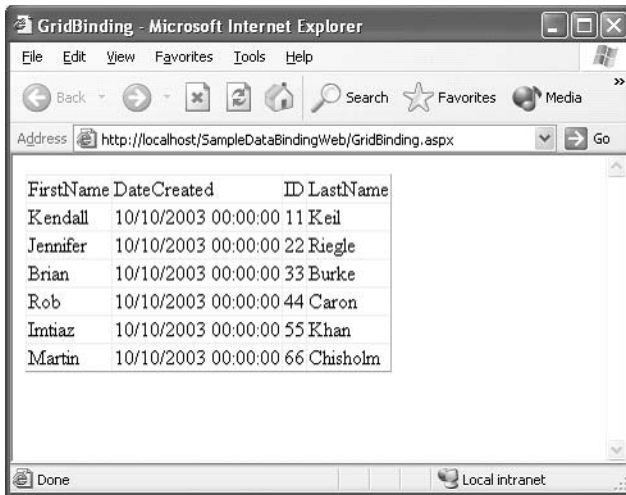 GridBinding - Microsoft Internet Explorer
File Edit View Favorites Tools Help
Back Search Favorites Media »
Address http://localhost/SampleDataBindingWeb/GridBinding.aspx Go
FirstName DateCreated ID LastName
Kendall 10/10/2003 00:00:00 11 Keil
Jennifer 10/10/2003 00:00:00 22 Riegle
Brian 10/10/2003 00:00:00 33 Burke
Rob 10/10/2003 00:00:00 44 Caron
Imtiaz 10/10/2003 00:00:00 55 Khan
Martin 10/10/2003 00:00:00 66 Chisholm
Done Local intranet